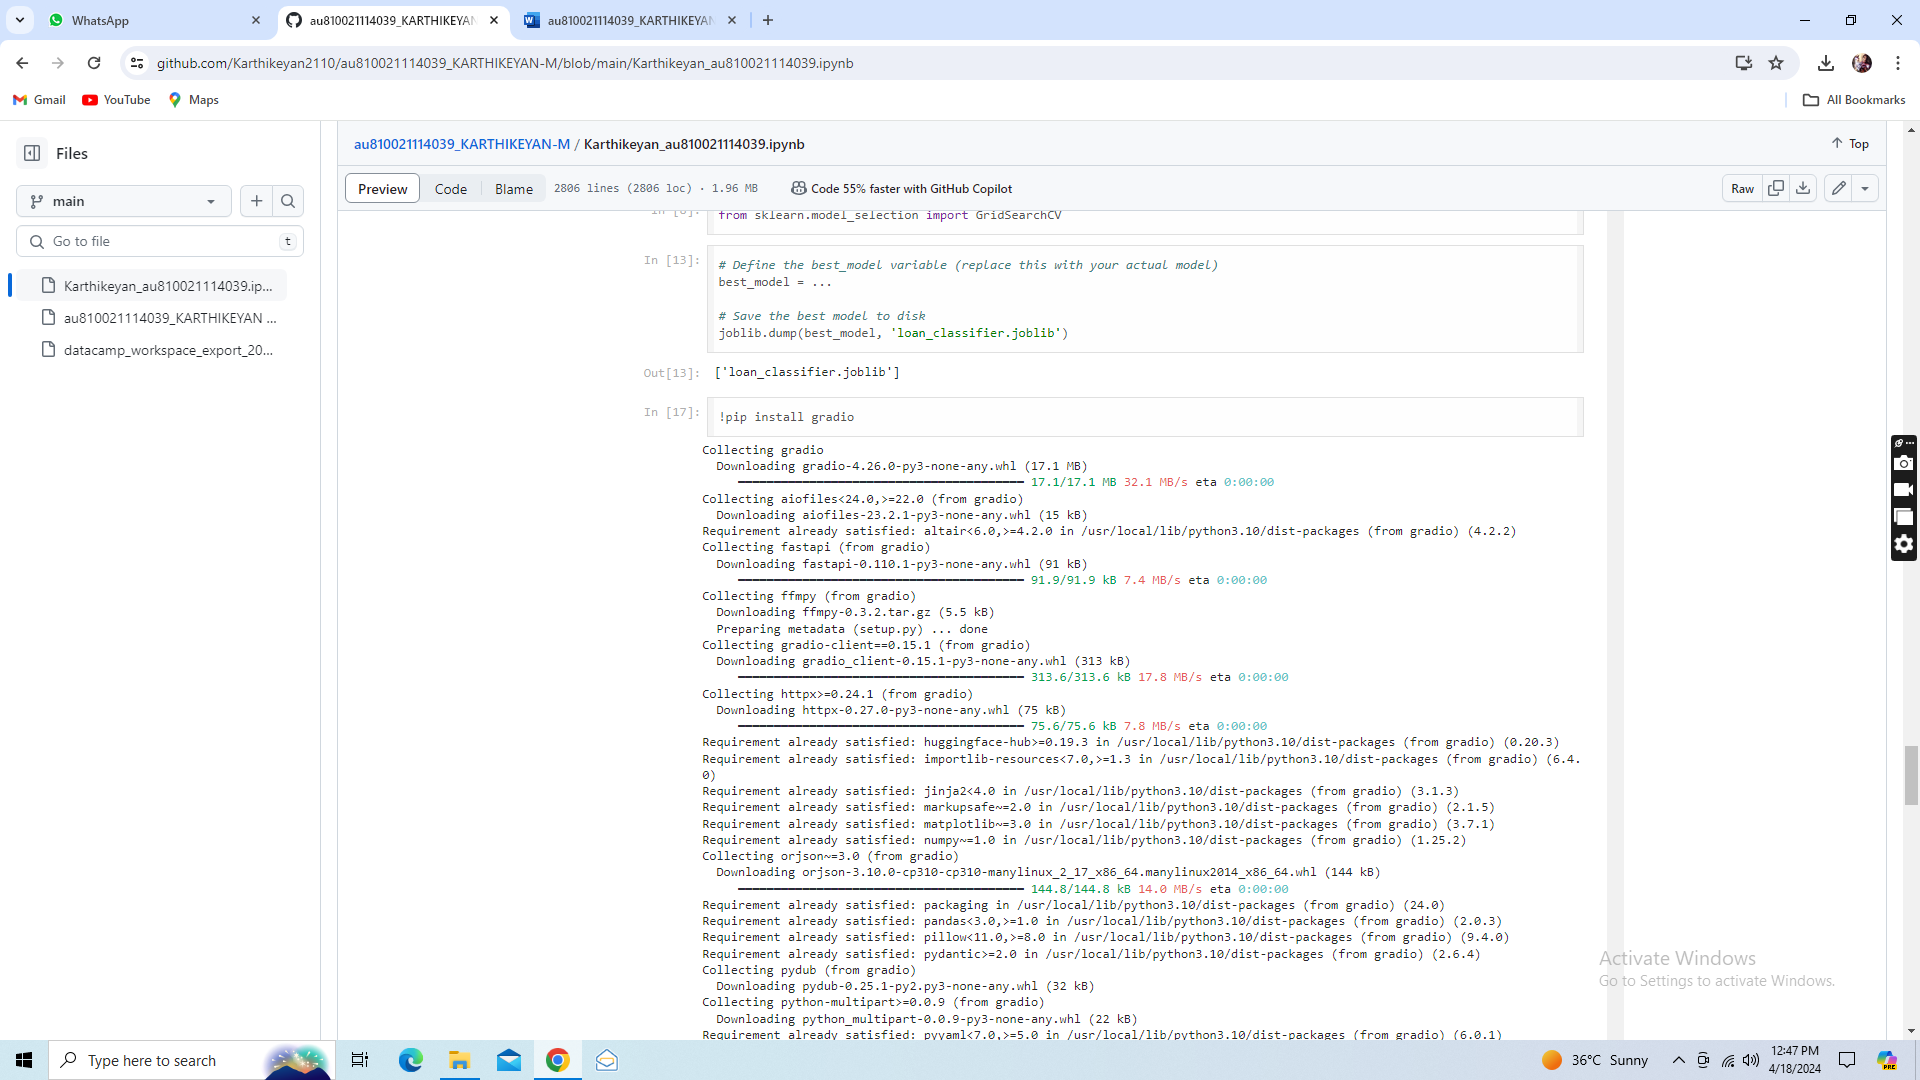 WhatsApp
au810021114039_KARTHIKEYAN
au810021114039_KARTHIKEYAN
github.com/Karthikeyan2110/au810021114039_KARTHIKEYAN-M/blob/main/Karthikeyan_au810021114039.ipynb
Gmail YouTube Maps All Bookmarks
Files
au810021114039_KARTHIKEYAN-M / Karthikeyan_au810021114039.ipynb
Top
main
Preview Code Blame 2806 lines (2806 loc) · 1.96 MB Code 55% faster with GitHub Copilot Raw
Go to file t
Karthikeyan_au810021114039.ip...
au810021114039_KARTHIKEYAN ...
datacamp_workspace_export_20...
from sklearn.model_selection import GridSearchCV
In [13]:
# Define the best_model variable (replace this with your actual model)
best_model = ...
# Save the best model to disk
joblib.dump(best_model, 'loan_classifier.joblib')
Out[13]: ['loan_classifier.joblib']
In [17]:
!pip install gradio
Collecting gradio
Downloading gradio-4.26.0-py3-none-any.whl (17.1 MB)
17.1/17.1 MB 32.1 MB/s eta 0:00:00
Collecting aiofiles<24.0,>=22.0 (from gradio)
Downloading aiofiles-23.2.1-py3-none-any.whl (15 kB)
Requirement already satisfied: altair<6.0,>=4.2.0 in /usr/local/lib/python3.10/dist-packages (from gradio) (4.2.2)
Collecting fastapi (from gradio)
Downloading fastapi-0.110.1-py3-none-any.whl (91 kB)
91.9/91.9 kB 7.4 MB/s eta 0:00:00
Collecting ffmpy (from gradio)
Downloading ffmpy-0.3.2.tar.gz (5.5 kB)
Preparing metadata (setup.py) ... done
Collecting gradio-client==0.15.1 (from gradio)
Downloading gradio_client-0.15.1-py3-none-any.whl (313 kB)
313.6/313.6 kB 17.8 MB/s eta 0:00:00
Collecting httpx>=0.24.1 (from gradio)
Downloading httpx-0.27.0-py3-none-any.whl (75 kB)
75.6/75.6 kB 7.8 MB/s eta 0:00:00
Requirement already satisfied: huggingface-hub>=0.19.3 in /usr/local/lib/python3.10/dist-packages (from gradio) (0.20.3)
Requirement already satisfied: importlib-resources<7.0,>=1.3 in /usr/local/lib/python3.10/dist-packages (from gradio) (6.4.
0)
Requirement already satisfied: jinja2<4.0 in /usr/local/lib/python3.10/dist-packages (from gradio) (3.1.3)
Requirement already satisfied: markupsafe~=2.0 in /usr/local/lib/python3.10/dist-packages (from gradio) (2.1.5)
Requirement already satisfied: matplotlib~=3.0 in /usr/local/lib/python3.10/dist-packages (from gradio) (3.7.1)
Requirement already satisfied: numpy~=1.0 in /usr/local/lib/python3.10/dist-packages (from gradio) (1.25.2)
Collecting orjson~=3.0 (from gradio)
Downloading orjson-3.10.0-cp310-cp310-manylinux_2_17_x86_64.manylinux2014_x86_64.whl (144 kB)
144.8/144.8 kB 14.0 MB/s eta 0:00:00
Requirement already satisfied: packaging in /usr/local/lib/python3.10/dist-packages (from gradio) (24.0)
Requirement already satisfied: pandas<3.0,>=1.0 in /usr/local/lib/python3.10/dist-packages (from gradio) (2.0.3)
Requirement already satisfied: pillow<11.0,>=8.0 in /usr/local/lib/python3.10/dist-packages (from gradio) (9.4.0)
Requirement already satisfied: pydantic>=2.0 in /usr/local/lib/python3.10/dist-packages (from gradio) (2.6.4)
Collecting pydub (from gradio)
Downloading pydub-0.25.1-py2.py3-none-any.whl (32 kB)
Collecting python-multipart>=0.0.9 (from gradio)
Downloading python_multipart-0.0.9-py3-none-any.whl (22 kB)
Requirement already satisfied: pyyaml<7.0,>=5.0 in /usr/local/lib/python3.10/dist-packages (from gradio) (6.0.1)
Activate Windows
Go to Settings to activate Windows.
Type here to search
36°C Sunny
12:47 PM
4/18/2024
PRE